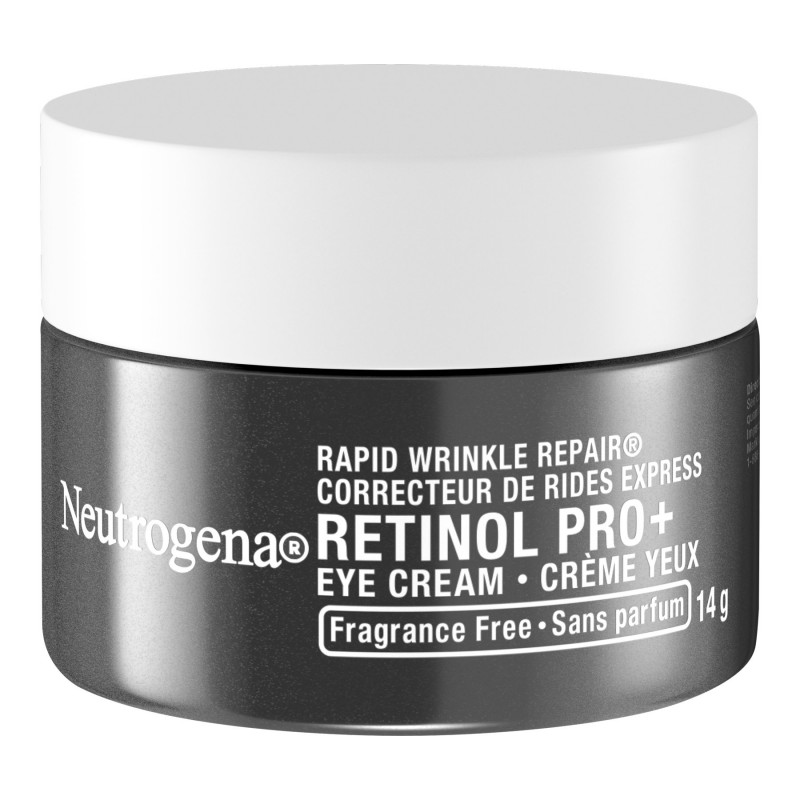 Neutrogena®
RAPID WRINKLE REPAIR®
CORRECTEUR DE RIDES EXPRESS
RETINOL PRO+
EYE CREAM • CRÈME YEUX
Fragrance Free • Sans parfum
14 g